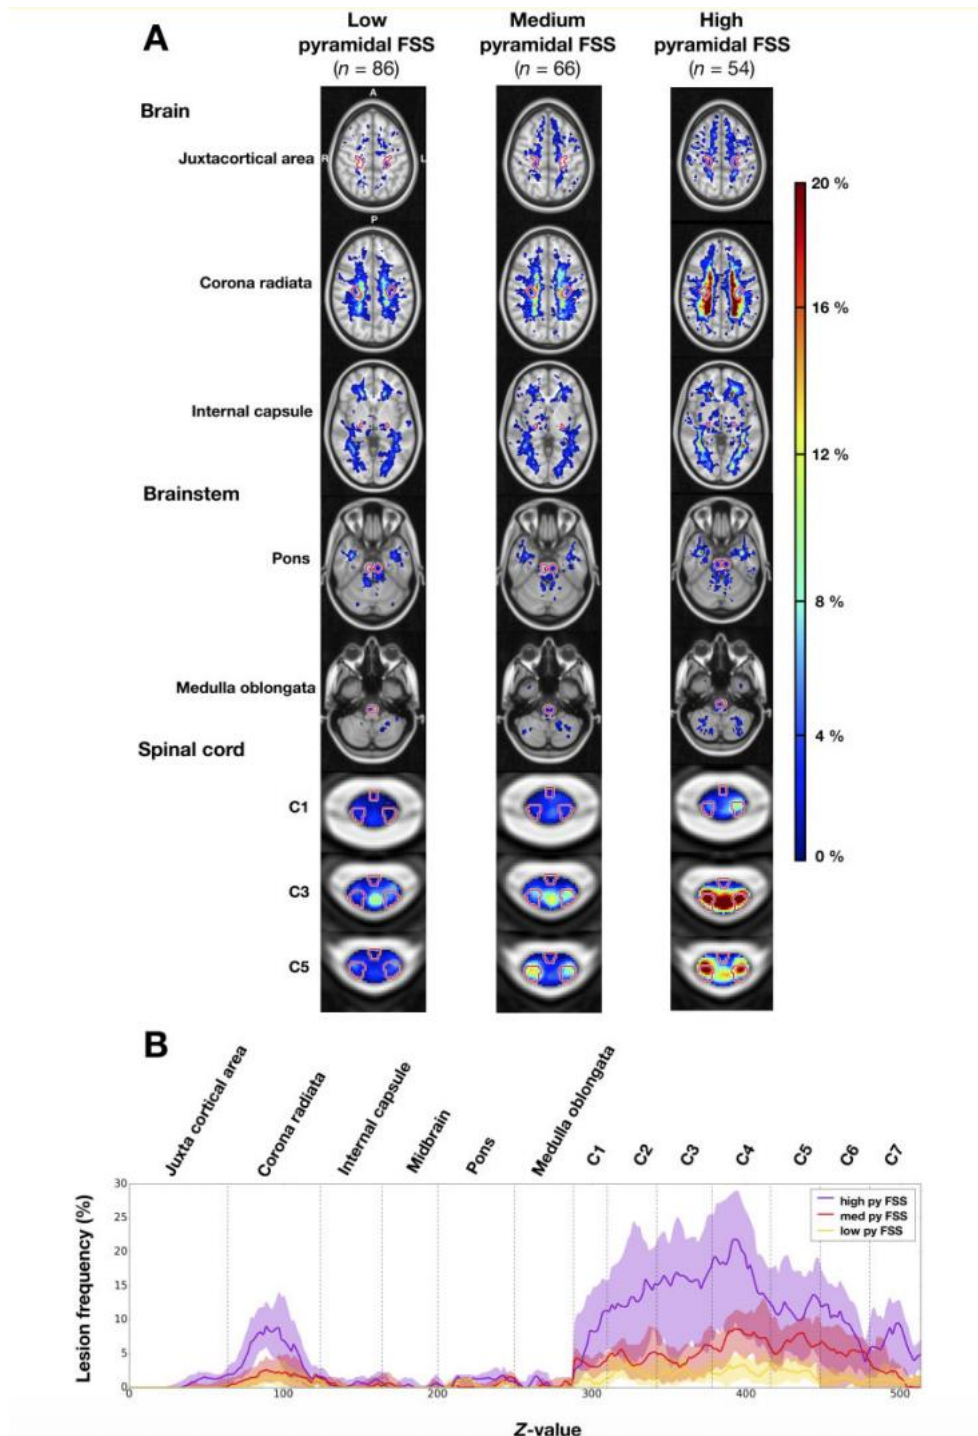 A
Low
pyramidal FSS
(n = 86)
Medium
pyramidal FSS
(n = 66)
High
pyramidal FSS
(n = 54)
Brain
A
Juxtacortical area
R
L
P
Corona radiata
Internal capsule
Brainstem
Pons
Medulla oblongata
Spinal cord
C1
C3
C5
20 %
16 %
12 %
8 %
4 %
0 %
B
Juxta cortical area
Corona radiata
Internal capsule
Midbrain
Pons
Medulla oblongata
C1
C2
C3
C4
C5
C6
C7
Lesion frequency (%)
30
25
20
15
10
5
0
high py FSS
med py FSS
low py FSS
0
100
200
300
400
500
Z-value